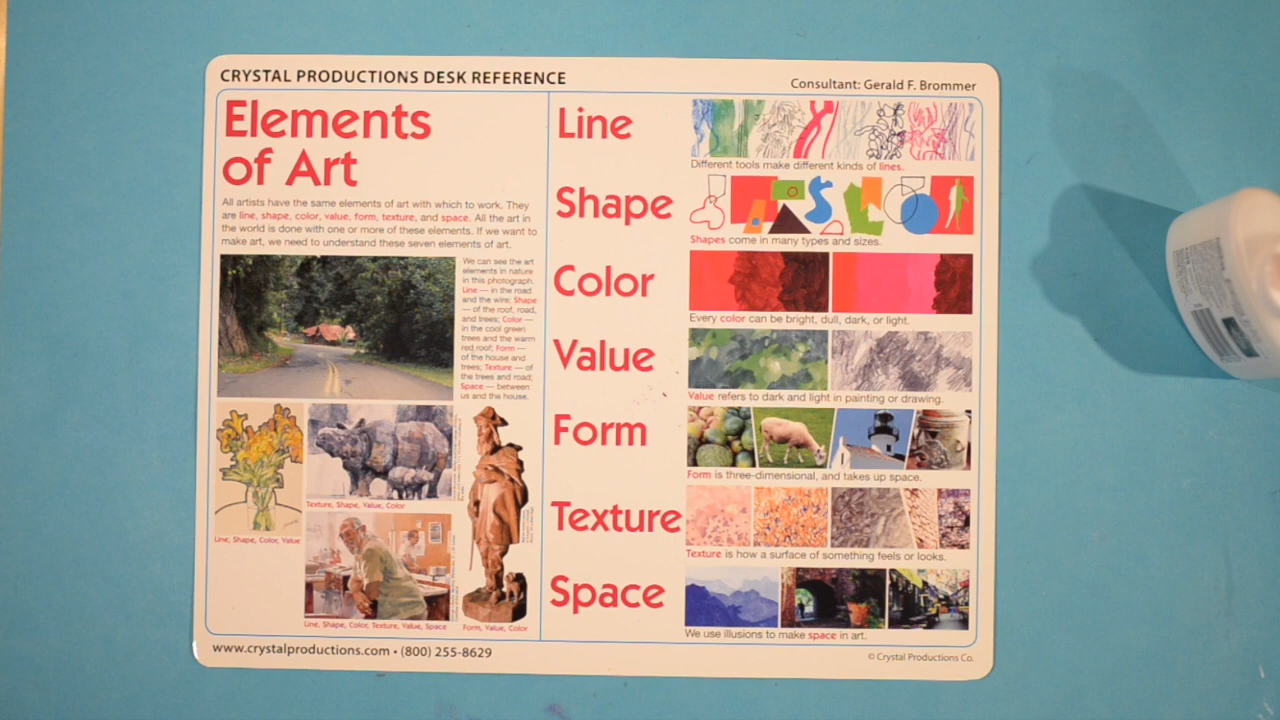 CRYSTAL PRODUCTIONS DESK REFERENCE
Consultant: Gerald F. Brommer
Elements
of Art
All artists have the same elements of art with which to work. They
are line, shape, color, value, form, texture, and space. All the art in
the world is done with one or more of these elements. If we want to
make art, we need to understand these seven elements of art.
We can see the art
elements in nature
in this photograph.
Line — in the road
and the wire; Shape
— of the roof, road,
and trees; Color —
in the cool green
trees and the warm
red roof; Form —
of the house and
trees; Texture — of
the trees and road;
Space — between
us and the house.
Line, Shape, Color, Value
Texture, Shape, Value, Color
Line, Shape, Color, Texture, Value, Space
Form, Value, Color
Line
Different tools make different kinds of lines.
Shape
Shapes come in many types and sizes.
Color
Every color can be bright, dull, dark, or light.
Value
Value refers to dark and light in painting or drawing.
Form
Form is three-dimensional, and takes up space.
Texture
Texture is how a surface of something feels or looks.
Space
We use illusions to make space in art.
www.crystalproductions.com • (800) 255-8629
© Crystal Productions Co.